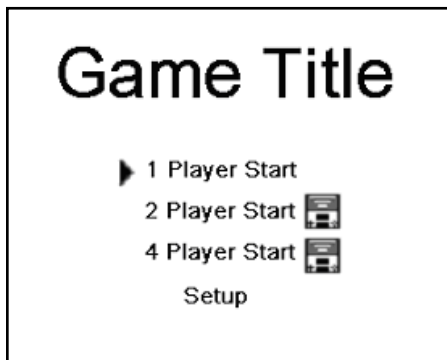 Game Title
1 Player Start
2 Player Start
4 Player Start
Setup